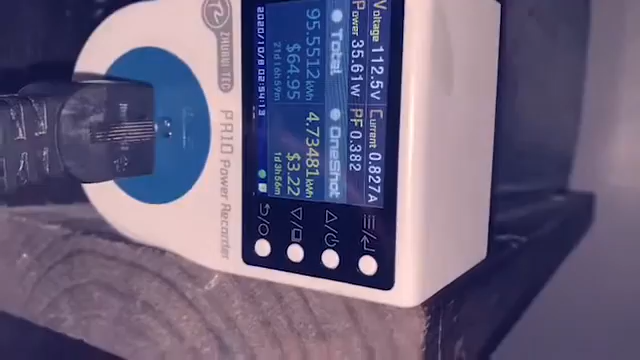 ZHURUI TEC
PR10 Power Recorder
Voltage 112.5V Current 0.827A
Power 35.61W PF 0.382
Total OneShot
95.5512kWh 4.73481kWh
$64.95 $3.22
21d 16h59m 1d 3h56m
2020/10/8 02:54:13